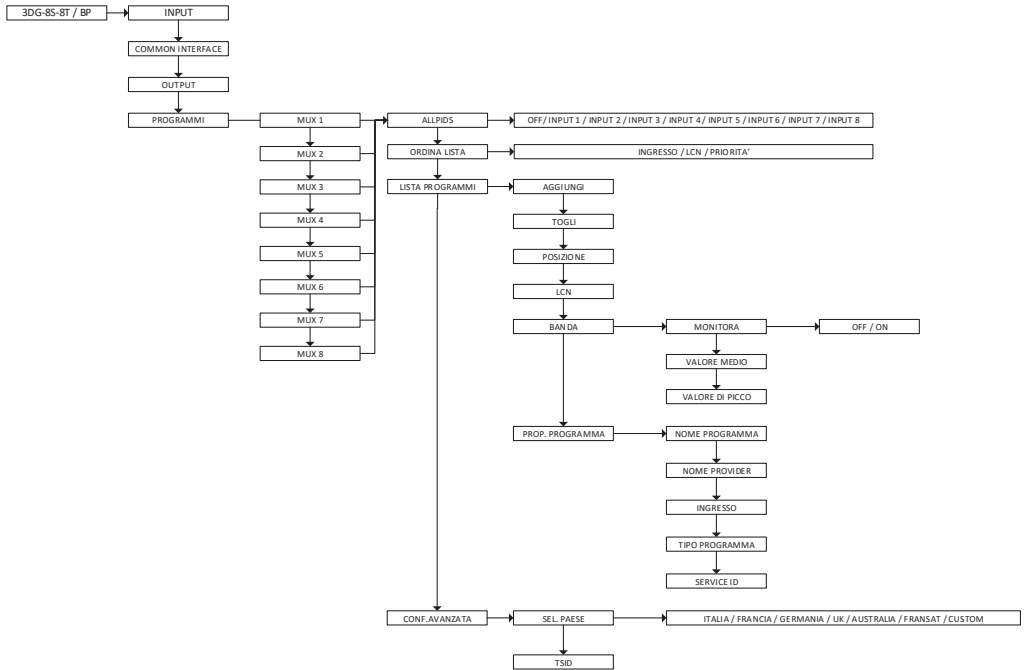 3DG-8S-8T / BP
INPUT
COMMON INTERFACE
OUTPUT
PROGRAMMI
MUX 1
ALLPIDS
OFF/ INPUT 1 / INPUT 2 / INPUT 3 / INPUT 4 / INPUT 5 / INPUT 6 / INPUT 7 / INPUT 8
MUX 2
ORDINA LISTA
INGRESSO / LCN / PRIORITA'
MUX 3
LISTA PROGRAMMI
AGGIUNGI
MUX 4
TOGLI
MUX 5
POSIZIONE
MUX 6
LCN
MUX 7
BANDA
MONITORA
OFF / ON
MUX 8
VALORE MEDIO
VALORE DI PICCO
PROP. PROGRAMMA
NOME PROGRAMMA
NOME PROVIDER
INGRESSO
TIPO PROGRAMMA
SERVICE ID
CONF.AVANZATA
SEL. PAESE
ITALIA / FRANCIA / GERMANIA / UK / AUSTRALIA / FRANSAT / CUSTOM
TSID